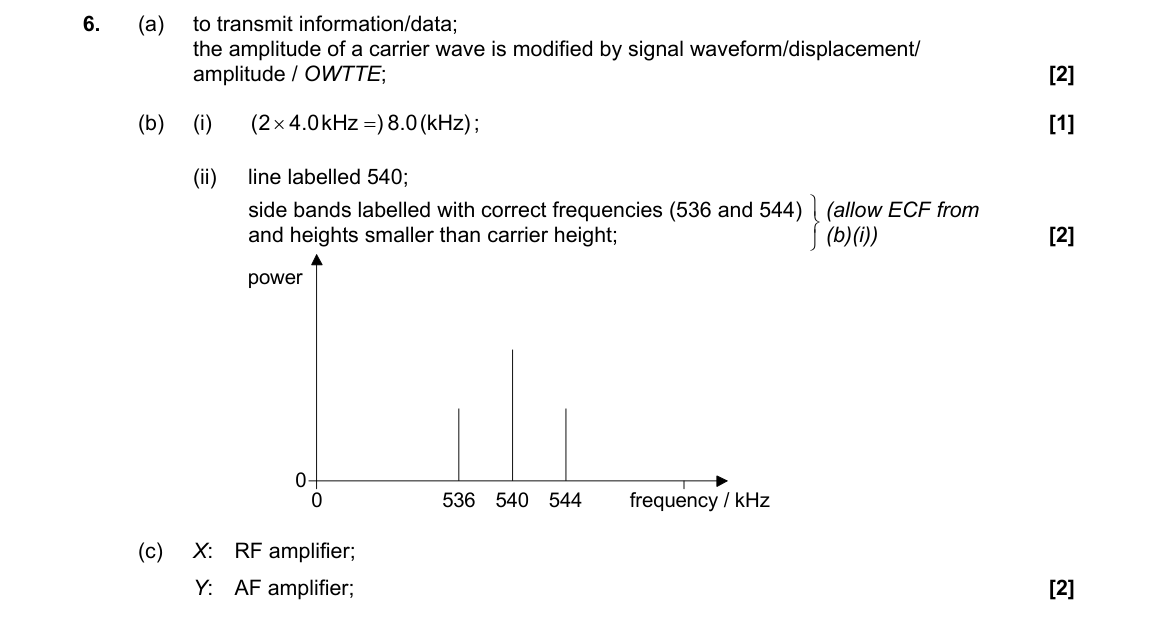 6. (a) to transmit information/data;
the amplitude of a carrier wave is modified by signal waveform/displacement/
amplitude / OWTTE; [2]
(b) (i) (2 × 4.0 kHz =) 8.0 (kHz); [1]
(ii) line labelled 540;
side bands labelled with correct frequencies (536 and 544) } (allow ECF from
and heights smaller than carrier height; (b)(i)) [2]
power
0
0 536 540 544 frequency / kHz
(c) X: RF amplifier;
Y: AF amplifier; [2]